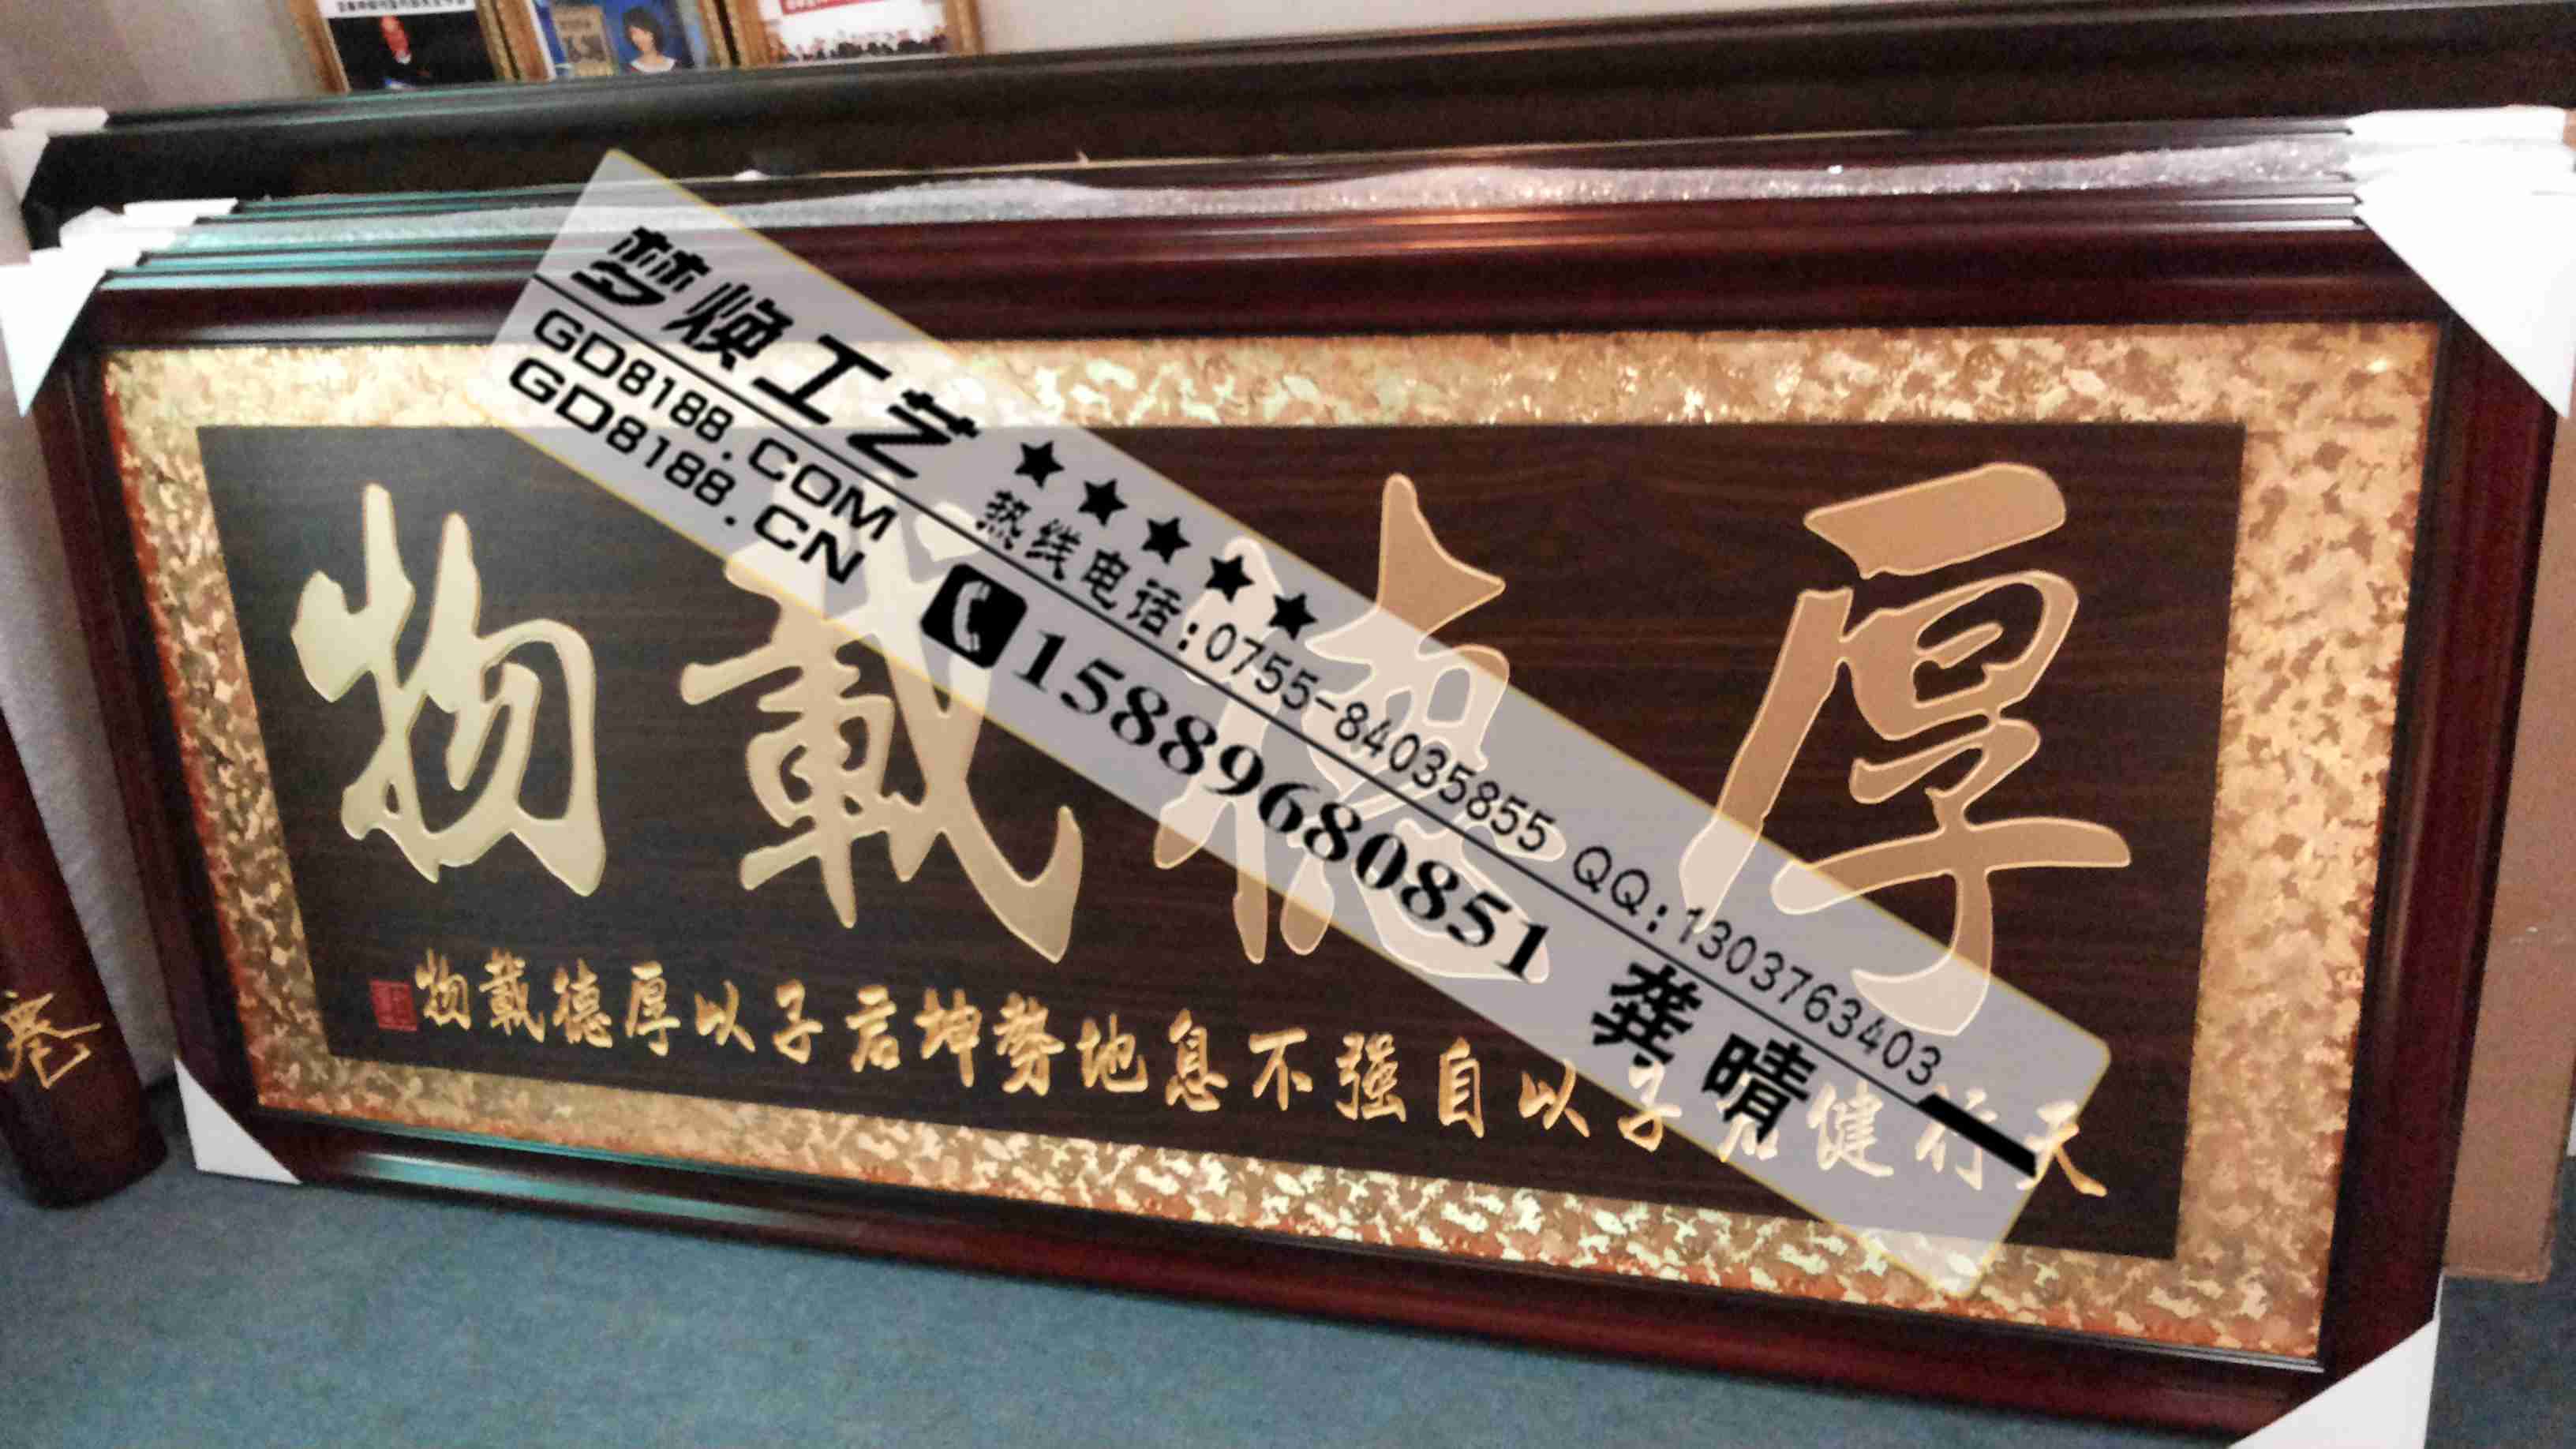 厚德載物
天行健君子以自强不息地势坤君子以厚德載物
梦焕工艺
GD8188.COM
GD8188.CN
★★★★★
热线电话:0755-84035855 QQ:1303763403
15889680851 龚晴